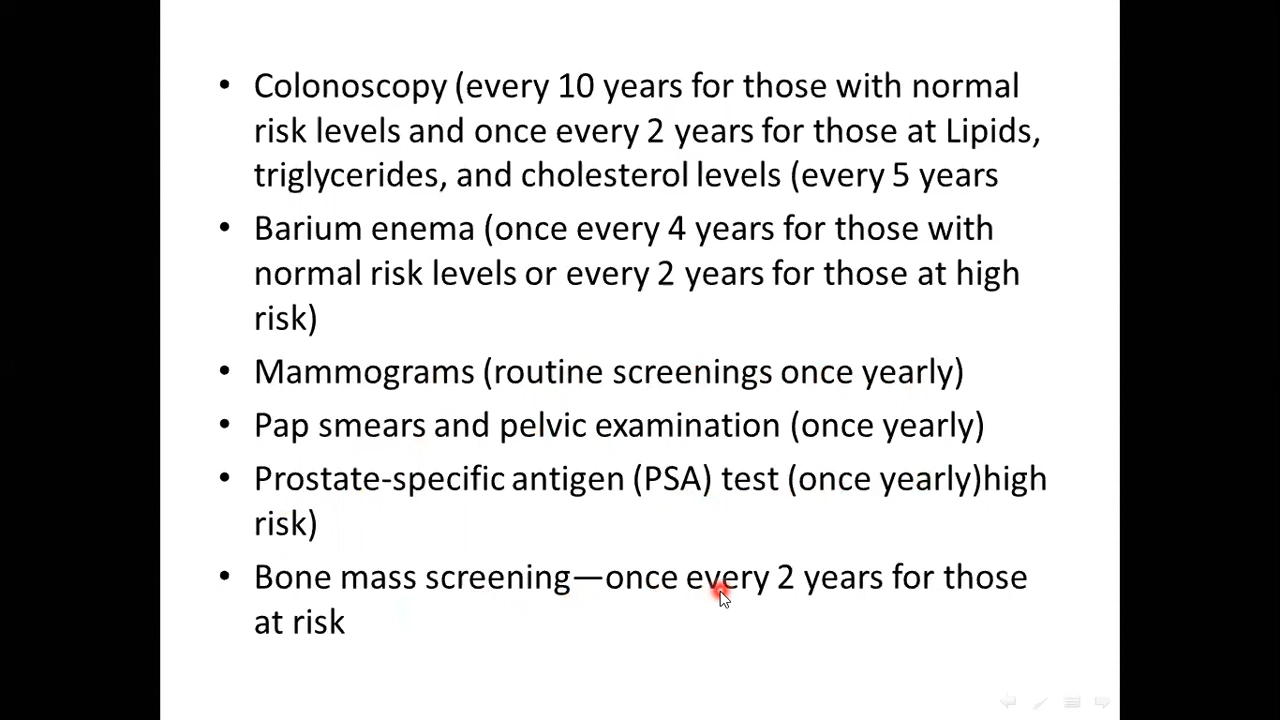 • Colonoscopy (every 10 years for those with normal
risk levels and once every 2 years for those at Lipids,
triglycerides, and cholesterol levels (every 5 years
• Barium enema (once every 4 years for those with
normal risk levels or every 2 years for those at high
risk)
• Mammograms (routine screenings once yearly)
• Pap smears and pelvic examination (once yearly)
• Prostate-specific antigen (PSA) test (once yearly)high
risk)
• Bone mass screening—once every 2 years for those
at risk